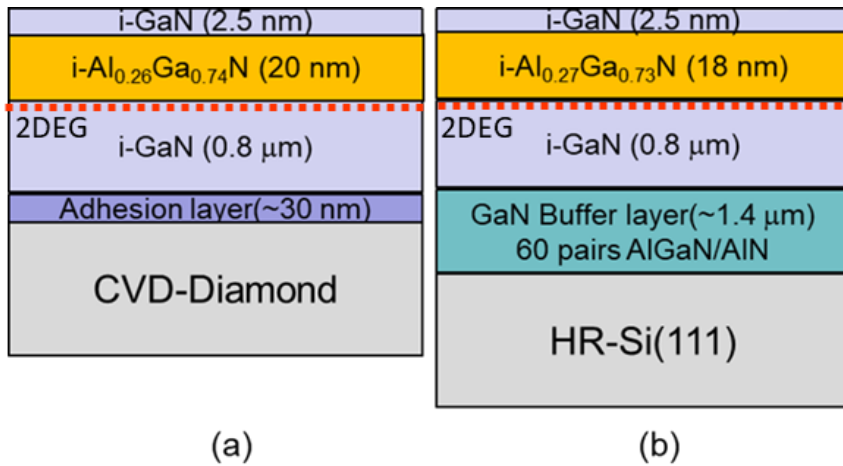 i-GaN (2.5 nm)
i-Al0.26Ga0.74N (20 nm)
2DEG
i-GaN (0.8 μm)
Adhesion layer(~30 nm)
CVD-Diamond
(a)
i-GaN (2.5 nm)
i-Al0.27Ga0.73N (18 nm)
2DEG
i-GaN (0.8 μm)
GaN Buffer layer(~1.4 μm)
60 pairs AlGaN/AlN
HR-Si(111)
(b)